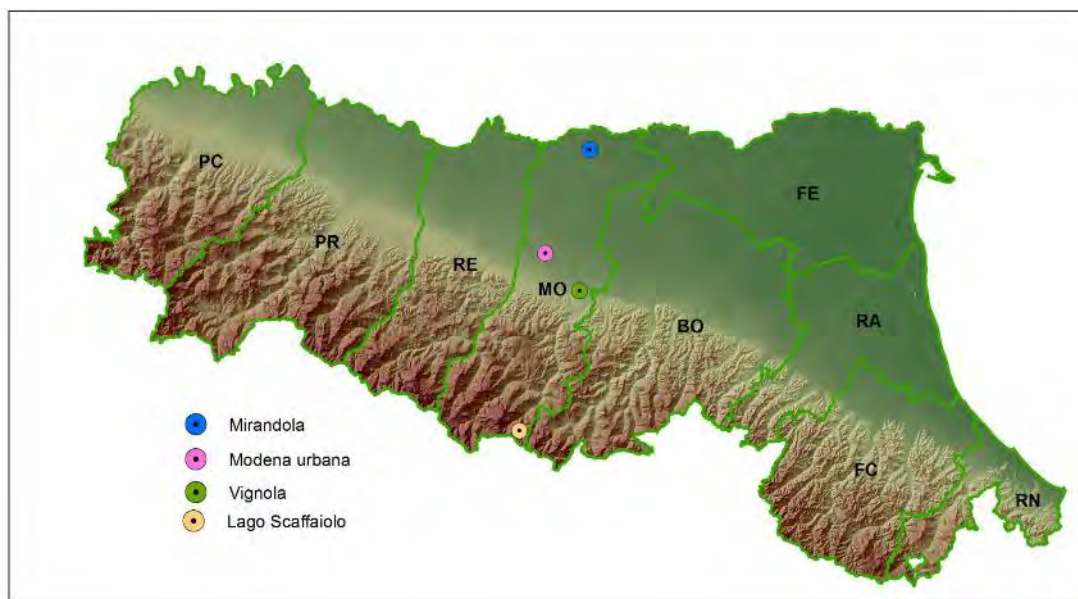 PC
FE
PR
RE
MO
BO
RA
Mirandola
Modena urbana
FC
Vignola
RN
Lago Scaffaiolo